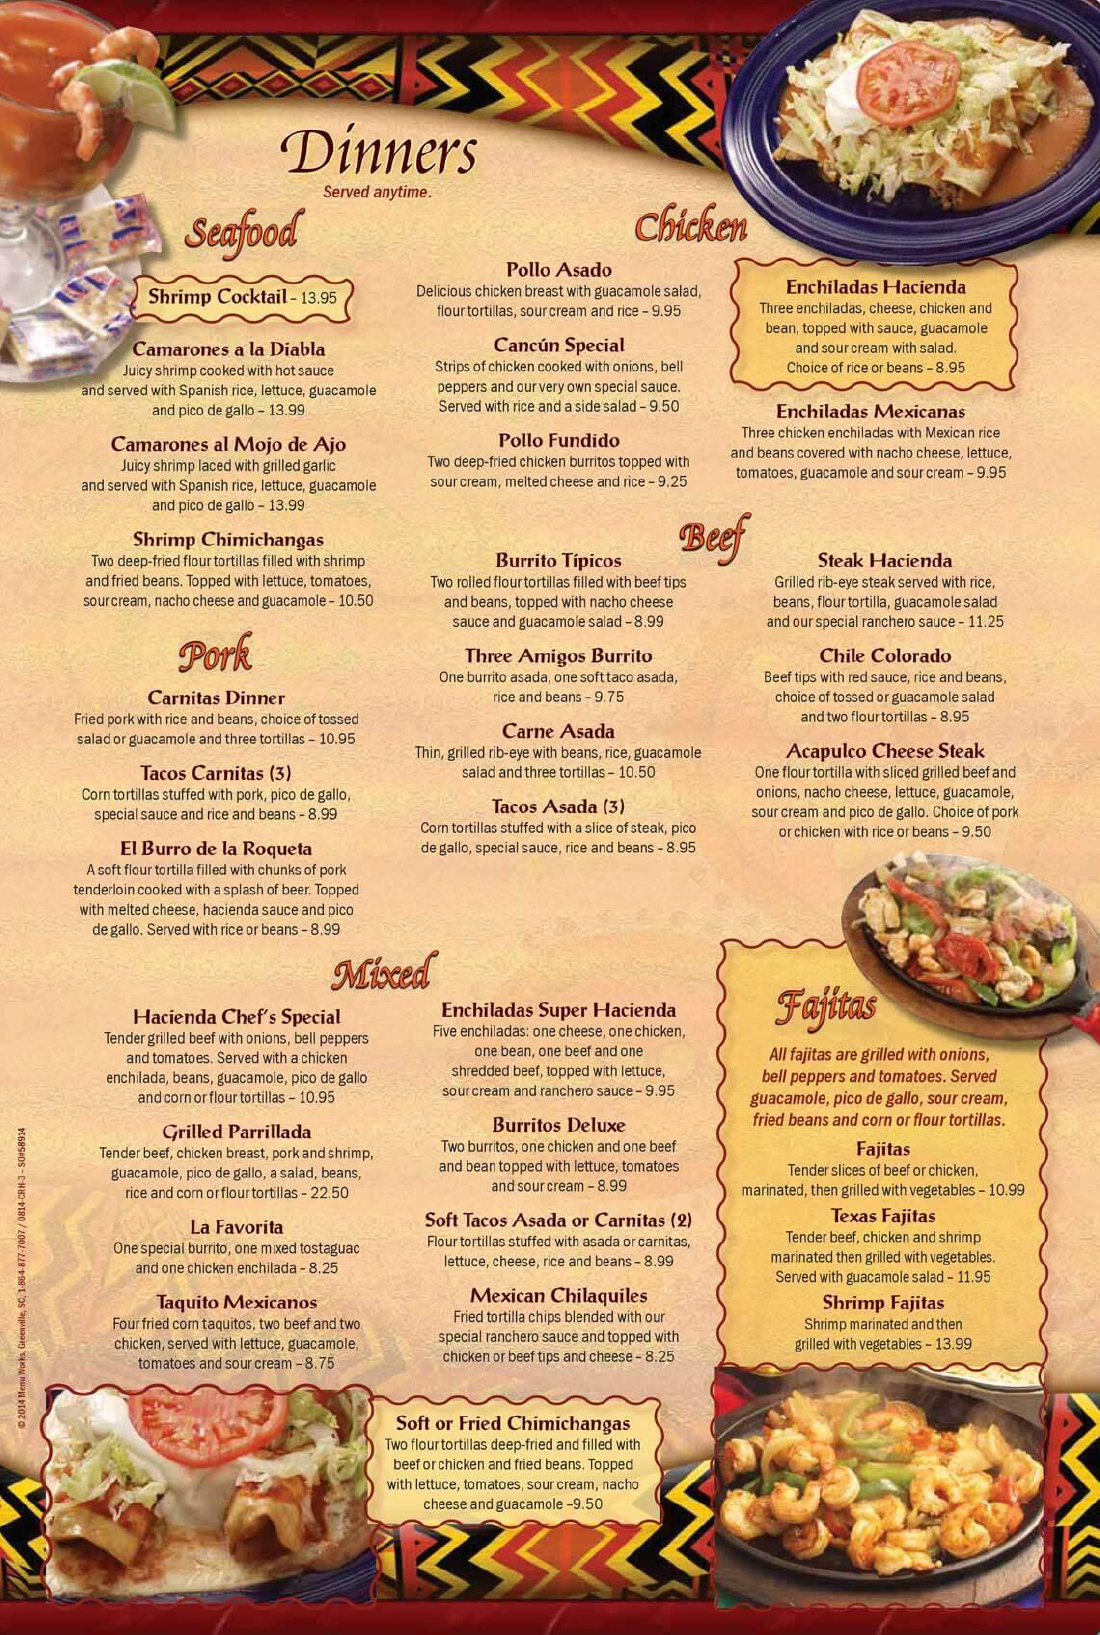 Dinners
Served anytime.
Seafood
Shrimp Cocktail – 13.95
Camarones a la Diabla
Juicy shrimp cooked with hot sauce
and served with Spanish rice, lettuce, guacamole
and pico de gallo – 13.99
Camarones al Mojo de Ajo
Juicy shrimp laced with grilled garlic
and served with Spanish rice, lettuce, guacamole
and pico de gallo – 13.99
Shrimp Chimichangas
Two deep-fried flour tortillas filled with shrimp
and fried beans. Topped with lettuce, tomatoes,
sour cream, nacho cheese and guacamole – 10.50
Pork
Carnitas Dinner
Fried pork with rice and beans, choice of tossed
salad or guacamole and three tortillas – 10.95
Tacos Carnitas (3)
Corn tortillas stuffed with pork, pico de gallo,
special sauce and rice and beans – 8.99
El Burro de la Roqueta
A soft flour tortilla filled with chunks of pork
tenderloin cooked with a splash of beer. Topped
with melted cheese, hacienda sauce and pico
de gallo. Served with rice or beans – 8.99
Chicken
Pollo Asado
Delicious chicken breast with guacamole salad,
flour tortillas, sour cream and rice – 9.95
Cancún Special
Strips of chicken cooked with onions, bell
peppers and our very own special sauce.
Served with rice and a side salad – 9.50
Pollo Fundido
Two deep-fried chicken burritos topped with
sour cream, melted cheese and rice – 9.25
Enchiladas Hacienda
Three enchiladas, cheese, chicken and
bean, topped with sauce, guacamole
and sour cream with salad.
Choice of rice or beans – 8.95
Enchiladas Mexicanas
Three chicken enchiladas with Mexican rice
and beans covered with nacho cheese, lettuce,
tomatoes, guacamole and sour cream – 9.95
Beef
Burrito Típicos
Two rolled flour tortillas filled with beef tips
and beans, topped with nacho cheese
sauce and guacamole salad – 8.99
Three Amigos Burrito
One burrito asada, one soft taco asada,
rice and beans – 9.75
Carne Asada
Thin, grilled rib-eye with beans, rice, guacamole
salad and three tortillas – 10.50
Tacos Asada (3)
Corn tortillas stuffed with a slice of steak, pico
de gallo, special sauce, rice and beans – 8.95
Steak Hacienda
Grilled rib-eye steak served with rice,
beans, flour tortilla, guacamole salad
and our special ranchero sauce – 11.25
Chile Colorado
Beef tips with red sauce, rice and beans,
choice of tossed or guacamole salad
and two flour tortillas – 8.95
Acapulco Cheese Steak
One flour tortilla with sliced grilled beef and
onions, nacho cheese, lettuce, guacamole,
sour cream and pico de gallo. Choice of pork
or chicken with rice or beans – 9.50
Mixed
Hacienda Chef's Special
Tender grilled beef with onions, bell peppers
and tomatoes. Served with a chicken
enchilada, beans, guacamole, pico de gallo
and corn or flour tortillas – 10.95
Grilled Parrillada
Tender beef, chicken breast, pork and shrimp,
guacamole, pico de gallo, a salad, beans,
rice and corn or flour tortillas – 22.50
La Favorita
One special burrito, one mixed tostaguac
and one chicken enchilada – 8.25
Taquito Mexicanos
Four fried corn taquitos, two beef and two
chicken, served with lettuce, guacamole,
tomatoes and sour cream – 8.75
Enchiladas Super Hacienda
Five enchiladas: one cheese, one chicken,
one bean, one beef and one
shredded beef, topped with lettuce,
sour cream and ranchero sauce – 9.95
Burritos Deluxe
Two burritos, one chicken and one beef
and bean topped with lettuce, tomatoes
and sour cream – 8.99
Soft Tacos Asada or Carnitas (2)
Flour tortillas stuffed with asada or carnitas,
lettuce, cheese, rice and beans – 8.99
Mexican Chilaquiles
Fried tortilla chips blended with our
special ranchero sauce and topped with
chicken or beef tips and cheese – 8.25
Soft or Fried Chimichangas
Two flour tortillas deep-fried and filled with
beef or chicken and fried beans. Topped
with lettuce, tomatoes, sour cream, nacho
cheese and guacamole –9.50
Fajitas
All fajitas are grilled with onions,
bell peppers and tomatoes. Served
guacamole, pico de gallo, sour cream,
fried beans and corn or flour tortillas.
Fajitas
Tender slices of beef or chicken,
marinated, then grilled with vegetables – 10.99
Texas Fajitas
Tender beef, chicken and shrimp
marinated then grilled with vegetables.
Served with guacamole salad – 11.95
Shrimp Fajitas
Shrimp marinated and then
grilled with vegetables – 13.99
© 2014 Menu Works, Greenville, SC, 1-864-877-7007 / 0814-CRH-3 – SO#58914